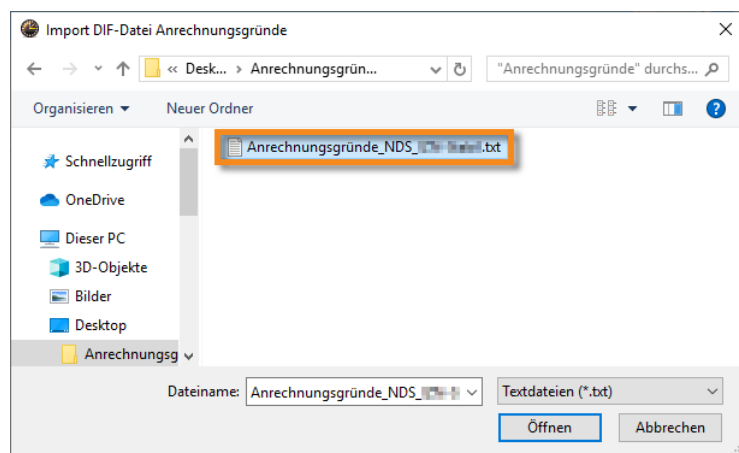 Import DIF-Datei Anrechnungsgründe
« Desk... › Anrechnungsgrün...
"Anrechnungsgründe" durchs...
Organisieren
Neuer Ordner
Anrechnungsgründe_NDS_ .txt
Schnellzugriff
OneDrive
Dieser PC
3D-Objekte
Bilder
Desktop
Anrechnungsg
Dateiname: Anrechnungsgründe_NDS_
Textdateien (*.txt)
Öffnen
Abbrechen